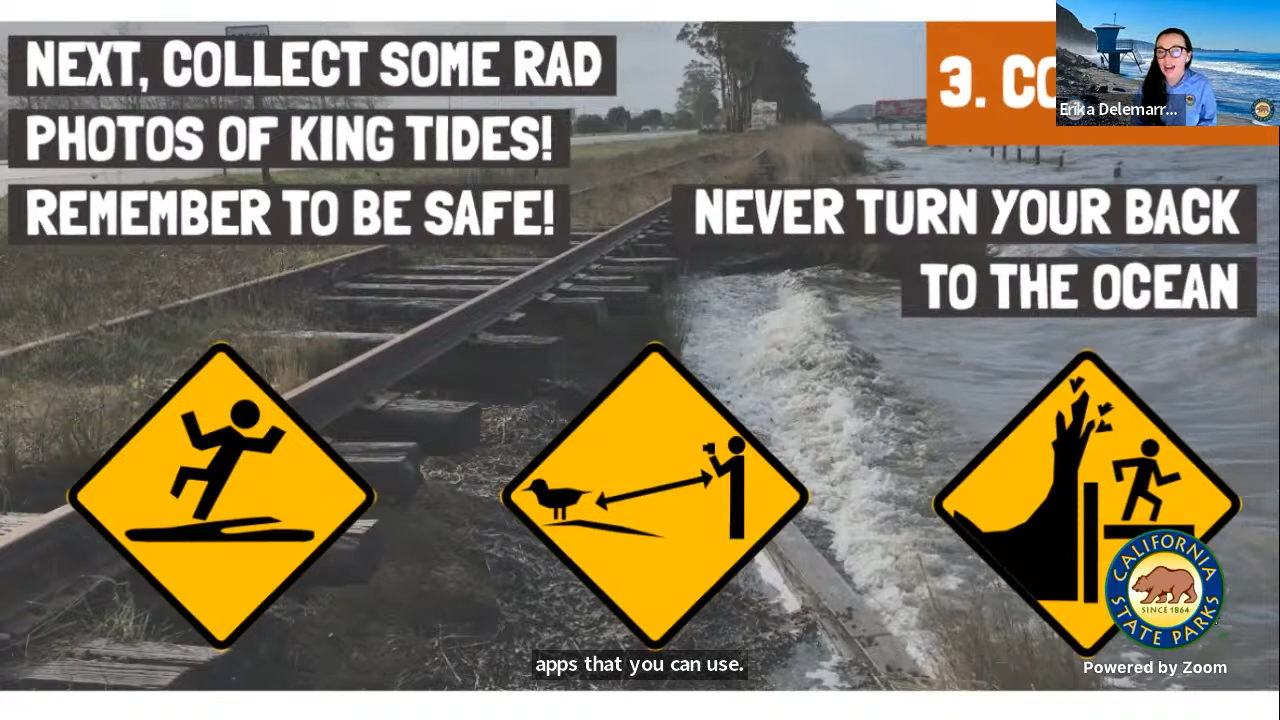 NEXT, COLLECT SOME RAD
PHOTOS OF KING TIDES!
REMEMBER TO BE SAFE!
3. CO
Erika Delemarr...
NEVER TURN YOUR BACK
TO THE OCEAN
CALIFORNIA
SINCE 1864
STATE PARKS
apps that you can use.
Powered by Zoom